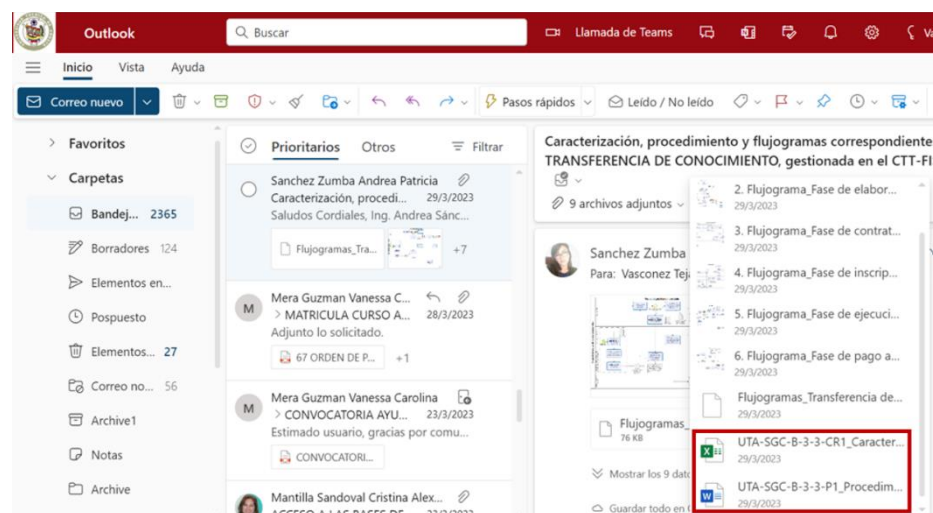 Outlook
Buscar
Llamada de Teams
Inicio Vista Ayuda
Correo nuevo
Pasos rápidos
Leído / No leído
Favoritos
Carpetas
Bandej... 2365
Borradores 124
Elementos en...
Pospuesto
Elementos... 27
Correo no... 56
Archive1
Notas
Archive
Prioritarios Otros Filtrar
Sanchez Zumba Andrea Patricia
Caracterización, procedi... 29/3/2023
Saludos Cordiales, Ing. Andrea Sánc...
Flujogramas_Tra... +7
M Mera Guzman Vanessa C...
> MATRICULA CURSO A... 28/3/2023
Adjunto lo solicitado.
67 ORDEN DE P... +1
M Mera Guzman Vanessa Carolina
> CONVOCATORIA AYU... 23/3/2023
Estimado usuario, gracias por comu...
CONVOCATORI...
Mantilla Sandoval Cristina Alex...
Caracterización, procedimiento y flujogramas correspondiente
TRANSFERENCIA DE CONOCIMIENTO, gestionada en el CTT-FI
9 archivos adjuntos
Sanchez Zumba
Para: Vasconez Tej
Flujogramas_
76 KB
Mostrar los 9 dato
Guardar todo en
2. Flujograma_Fase de elabor...
29/3/2023
3. Flujograma_Fase de contrat...
29/3/2023
4. Flujograma_Fase de inscrip...
29/3/2023
5. Flujograma_Fase de ejecuci...
29/3/2023
6. Flujograma_Fase de pago a...
29/3/2023
Flujogramas_Transferencia de...
29/3/2023
UTA-SGC-B-3-3-CR1_Caracter...
29/3/2023
UTA-SGC-B-3-3-P1_Procedim...
29/3/2023